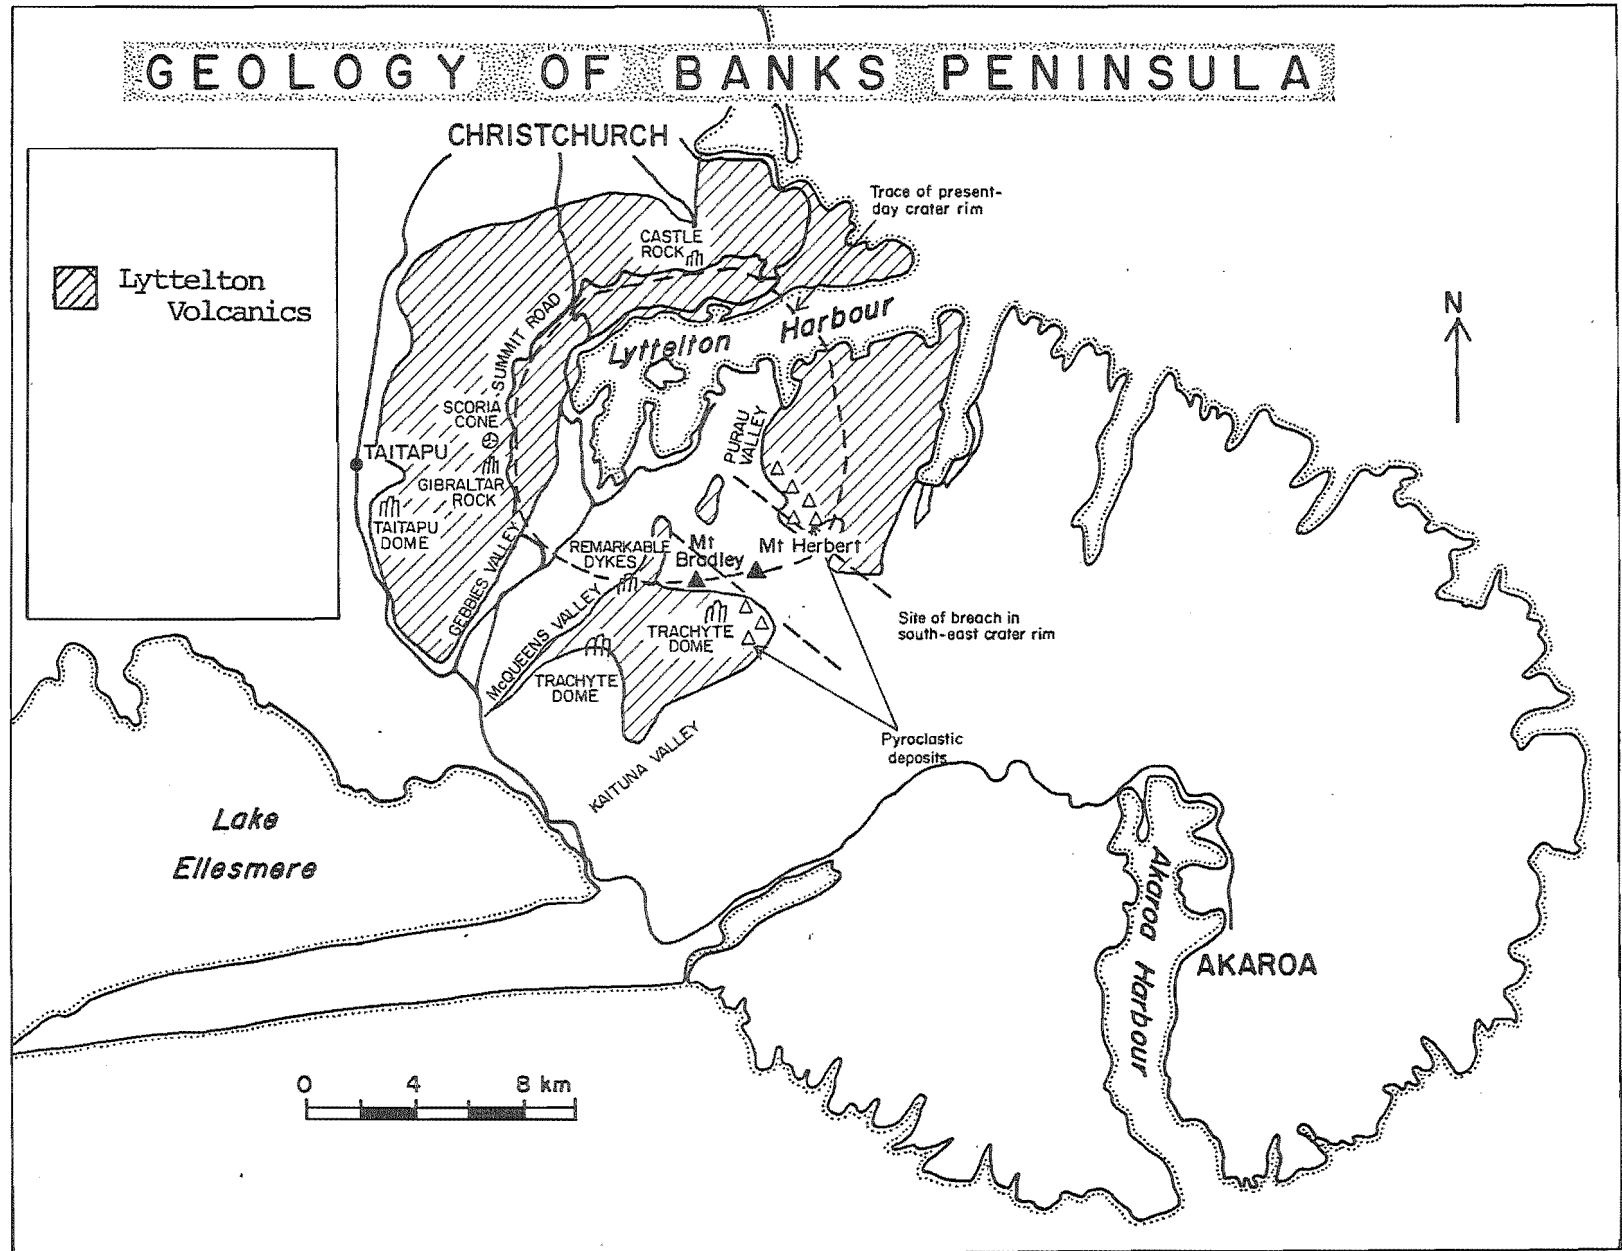 GEOLOGY OF BANKS PENINSULA
CHRISTCHURCH
Lyttelton
Volcanics
Trace of present-
day crater rim
CASTLE
ROCK
SUMMIT ROAD
Lyttelton Harbour
N
SCORIA
CONE
TAITAPU
GIBRALTAR
ROCK
PURAU
VALLEY
TAITAPU
DOME
GEBBIES VALLEY
REMARKABLE
DYKES
Mt
Bradley
Mt Herbert
McQUEENS VALLEY
TRACHYTE
DOME
TRACHYTE
DOME
Site of breach in
south-east crater rim
KAITUNA VALLEY
Pyroclastic
deposits
Lake
Ellesmere
Akaroa Harbour
AKAROA
0 4 8 km